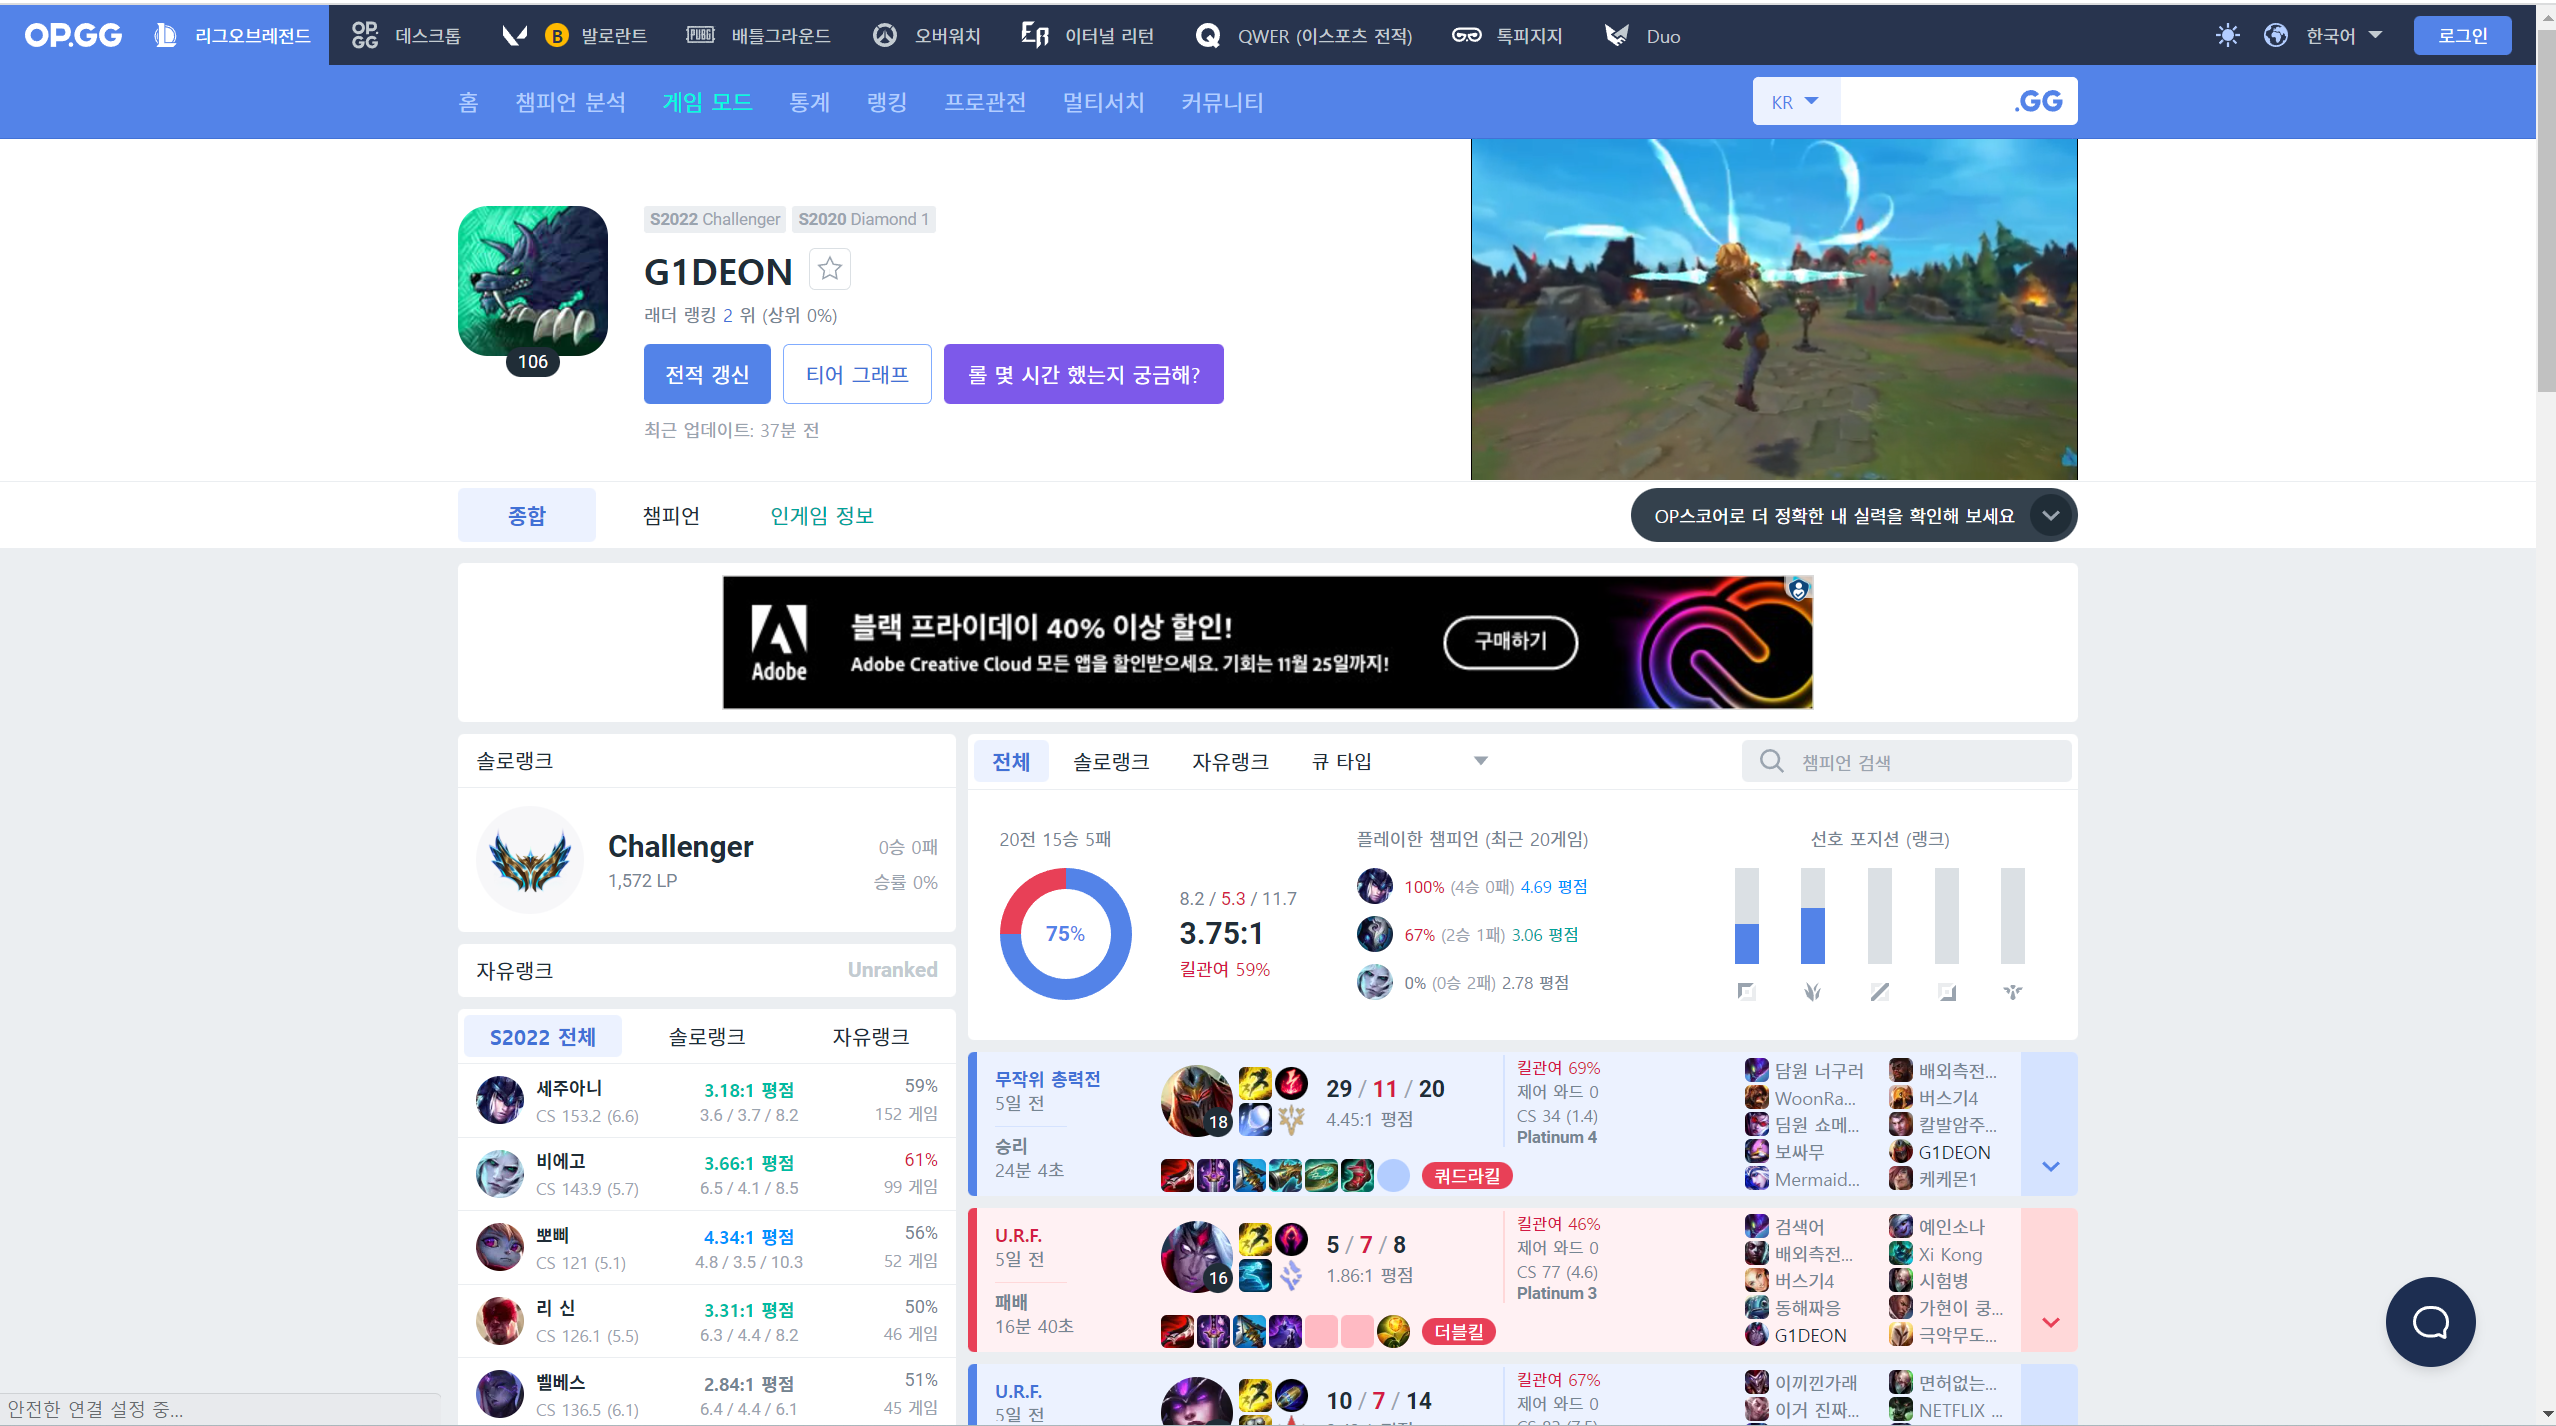 OP.GG 리그오브레전드 OP.GG 데스크톱 B 발로란트 PUBG 배틀그라운드 오버워치 ER 이터널 리턴 QWER (이스포츠 전적) 톡피지지 Duo 한국어 로그인
홈 챔피언 분석 게임 모드 통계 랭킹 프로관전 멀티서치 커뮤니티 KR .GG
S2022 Challenger S2020 Diamond 1
G1DEON
래더 랭킹 2 위 (상위 0%)
106
전적 갱신 티어 그래프 롤 몇 시간 했는지 궁금해?
최근 업데이트: 37분 전
종합 챔피언 인게임 정보 OP스코어로 더 정확한 내 실력을 확인해 보세요
Adobe
블랙 프라이데이 40% 이상 할인!
Adobe Creative Cloud 모든 앱을 할인받으세요. 기회는 11월 25일까지!
구매하기
솔로랭크
Challenger
1,572 LP
0승 0패
승률 0%
자유랭크 Unranked
S2022 전체 솔로랭크 자유랭크
세주아니 3.18:1 평점 59%
CS 153.2 (6.6) 3.6 / 3.7 / 8.2 152 게임
비에고 3.66:1 평점 61%
CS 143.9 (5.7) 6.5 / 4.1 / 8.5 99 게임
뽀삐 4.34:1 평점 56%
CS 121 (5.1) 4.8 / 3.5 / 10.3 52 게임
리 신 3.31:1 평점 50%
CS 126.1 (5.5) 6.3 / 4.4 / 8.2 46 게임
벨베스 2.84:1 평점 51%
CS 136.5 (6.1) 6.4 / 4.4 / 6.1 45 게임
전체 솔로랭크 자유랭크 큐 타입 챔피언 검색
20전 15승 5패
75%
8.2 / 5.3 / 11.7
3.75:1
킬관여 59%
플레이한 챔피언 (최근 20게임)
100% (4승 0패) 4.69 평점
67% (2승 1패) 3.06 평점
0% (0승 2패) 2.78 평점
선호 포지션 (랭크)
무작위 총력전
5일 전
승리
24분 4초
18
29 / 11 / 20
4.45:1 평점
쿼드라킬
킬관여 69%
제어 와드 0
CS 34 (1.4)
Platinum 4
담원 너구러 배외측전...
WoonRa... 버스기4
딤원 쇼메... 칼발암주...
보싸무 G1DEON
Mermaid... 케케몬1
U.R.F.
5일 전
패배
16분 40초
16
5 / 7 / 8
1.86:1 평점
더블킬
킬관여 46%
제어 와드 0
CS 77 (4.6)
Platinum 3
검색어 예인소나
배외측전... Xi Kong
버스기4 시험병
동해짜응 가현이 쿵...
G1DEON 극악무도...
U.R.F.
5일 전
10 / 7 / 14
킬관여 67%
제어 와드 0
이끼낀가래 면허없는...
이거 진짜... NETFLIX ...
안전한 연결 설정 중...